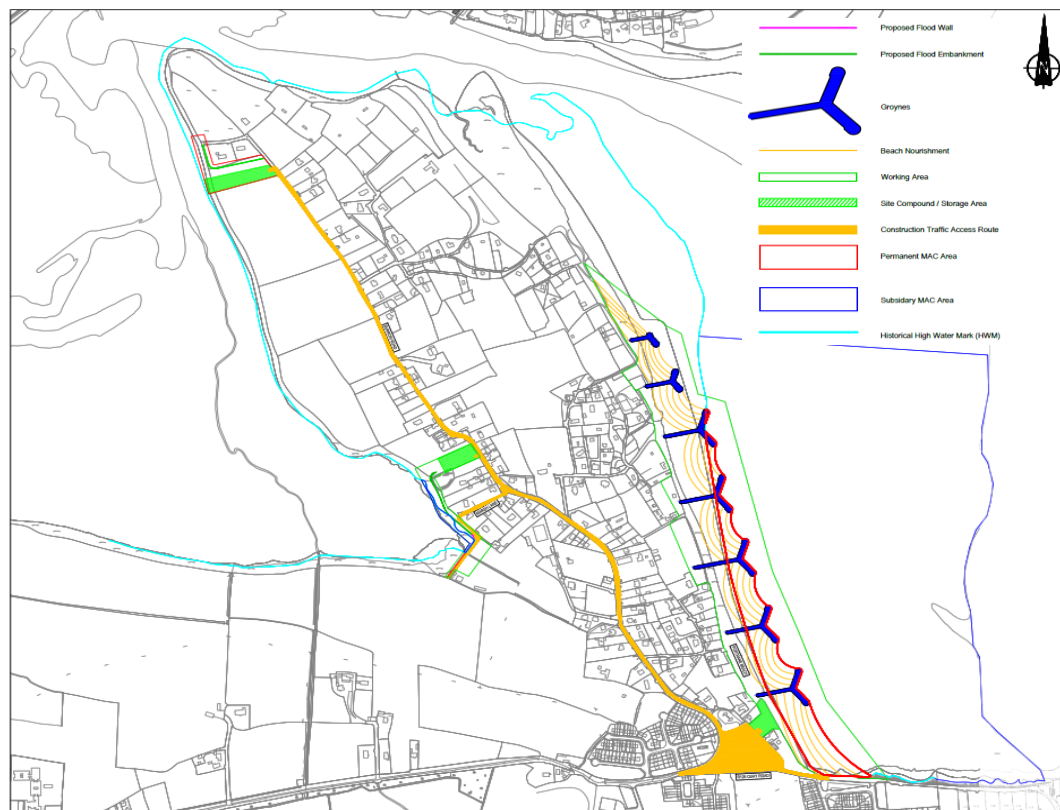 Proposed Flood Wall
Proposed Flood Embankment
Groynes
Beach Nourishment
Working Area
Site Compound / Storage Area
Construction Traffic Access Route
Permanent MAC Area
Subsidary MAC Area
Historical High Water Mark (HWM)